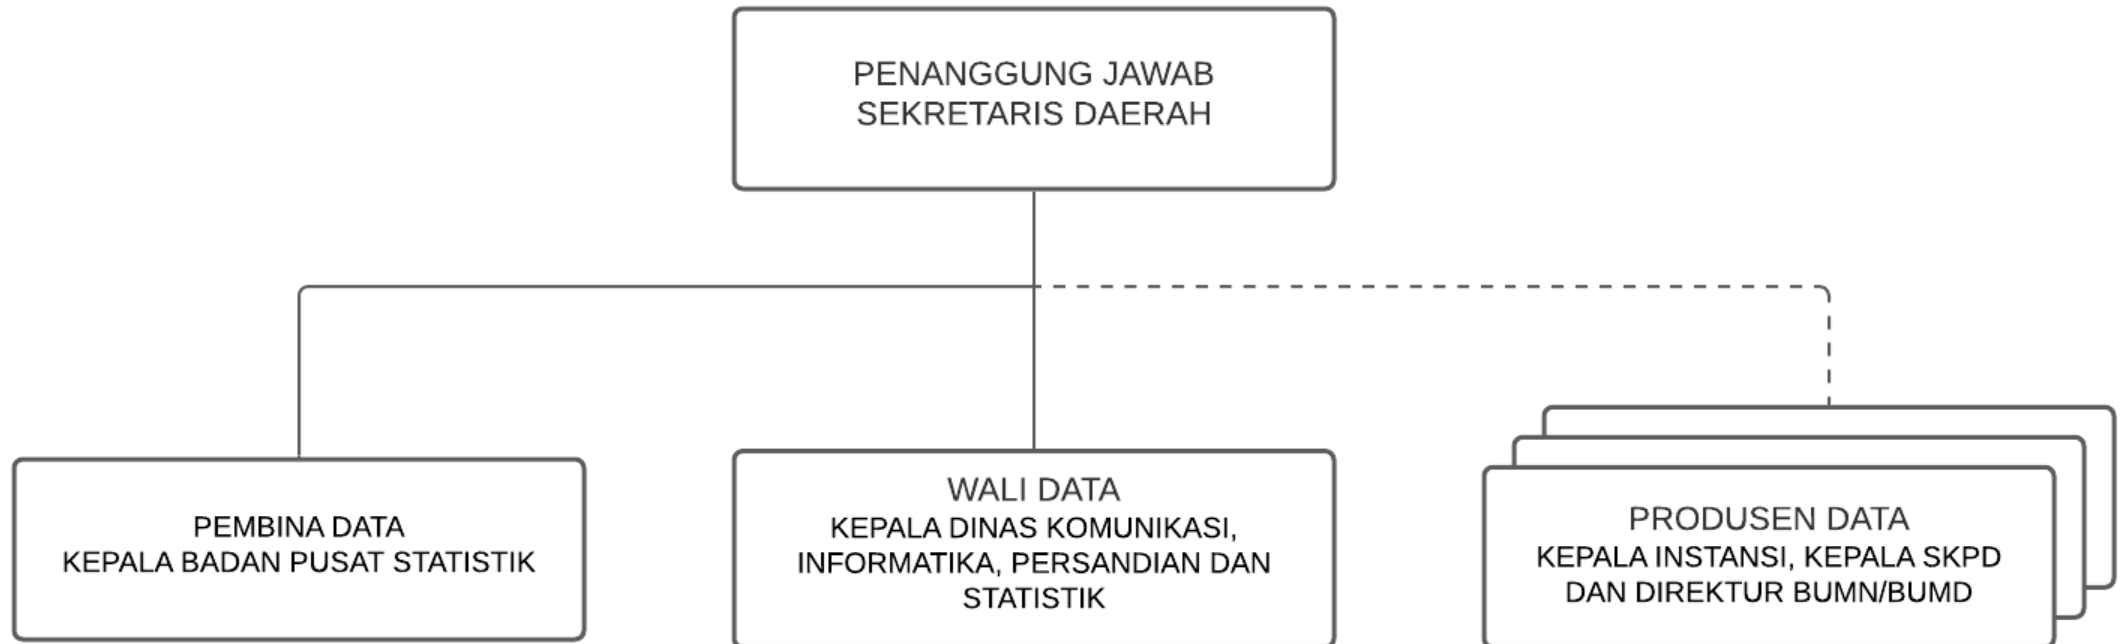 PENANGGUNG JAWAB
SEKRETARIS DAERAH
PEMBINA DATA
KEPALA BADAN PUSAT STATISTIK
WALI DATA
KEPALA DINAS KOMUNIKASI,
INFORMATIKA, PERSANDIAN DAN
STATISTIK
PRODUSEN DATA
KEPALA INSTANSI, KEPALA SKPD
DAN DIREKTUR BUMN/BUMD